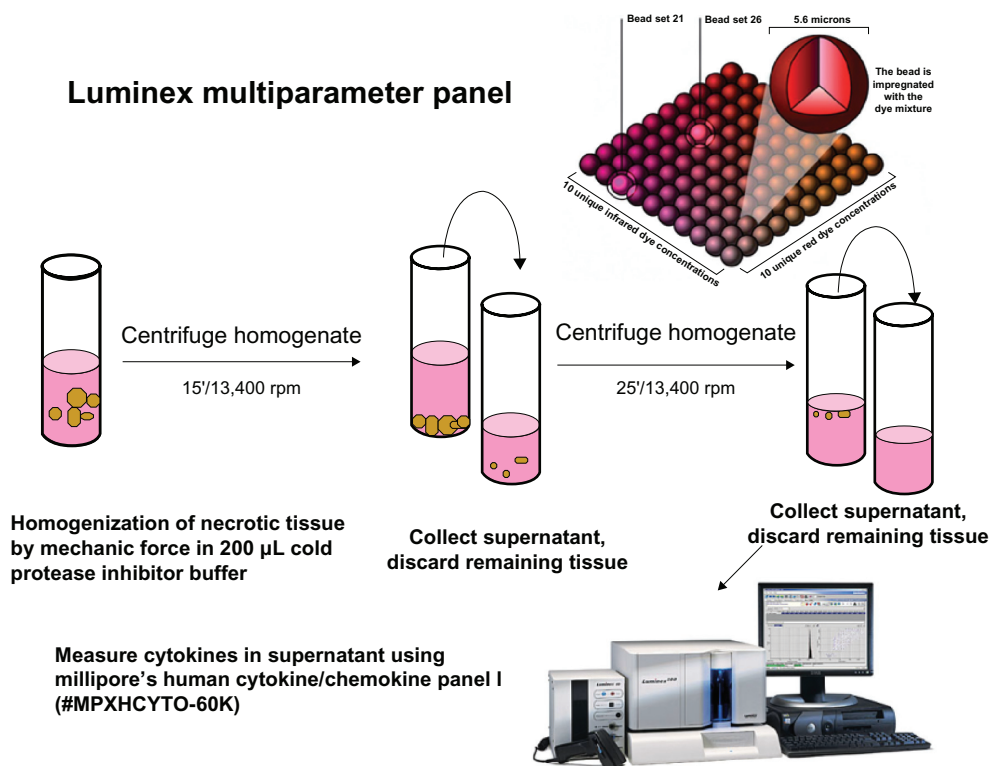 Bead set 21
Bead set 26
5.6 microns
Luminex multiparameter panel
The bead is
impregnated
with the
dye mixture
10 unique infrared dye concentrations
10 unique red dye concentrations
Centrifuge homogenate
15'/13,400 rpm
Centrifuge homogenate
25'/13,400 rpm
Homogenization of necrotic tissue
by mechanic force in 200 µL cold
protease inhibitor buffer
Collect supernatant,
discard remaining tissue
Collect supernatant,
discard remaining tissue
Measure cytokines in supernatant using
millipore's human cytokine/chemokine panel I
(#MPXHCYTO-60K)
Luminex
Luminex 100